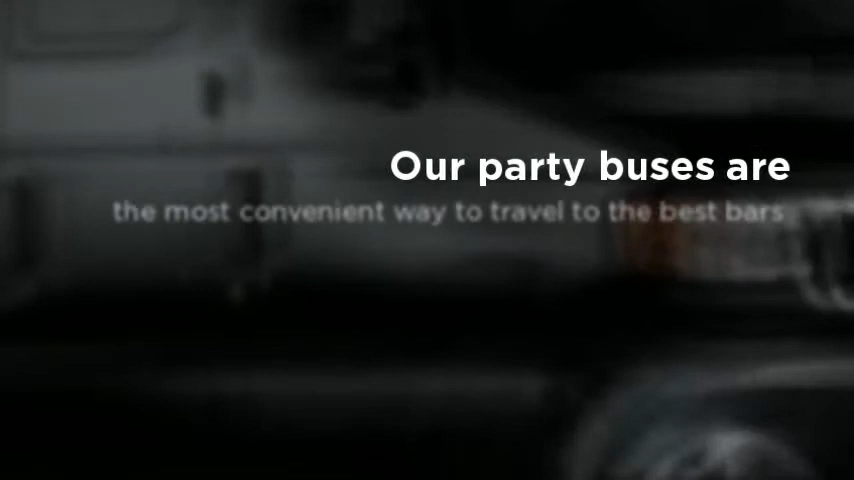 Our party buses are
the most convenient way to travel to the best bars